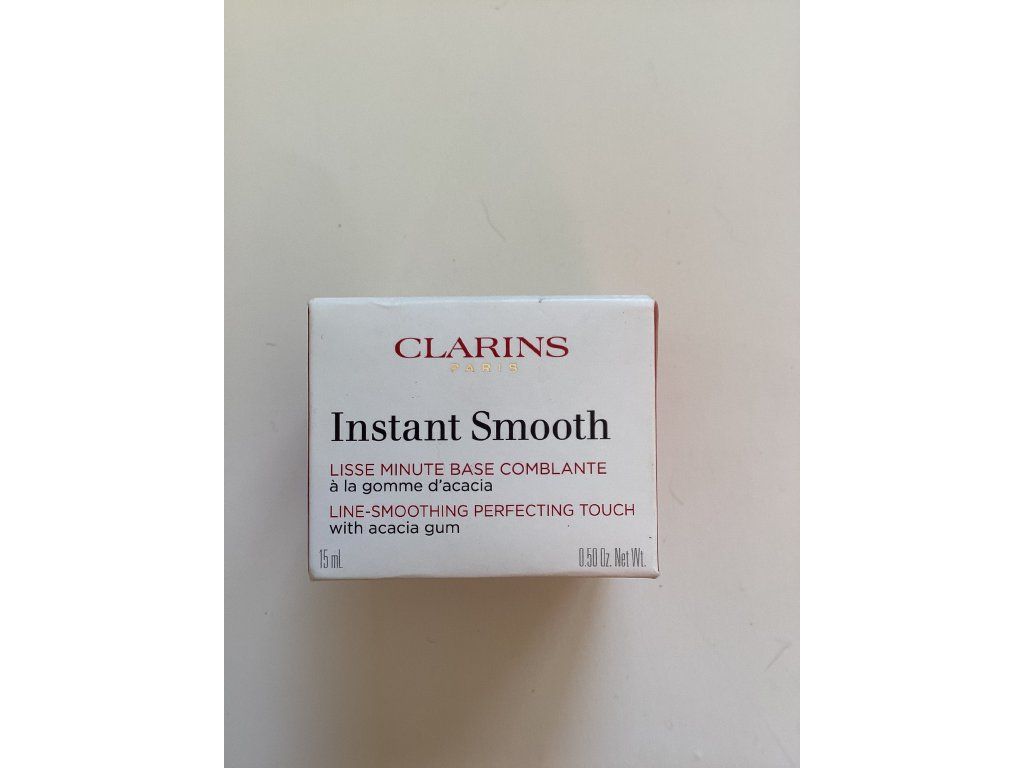 CLARINS
PARIS
Instant Smooth
LISSE MINUTE BASE COMBLANTE
à la gomme d'acacia
LINE-SMOOTHING PERFECTING TOUCH
with acacia gum
15 mL 0.50 Oz. Net Wt.